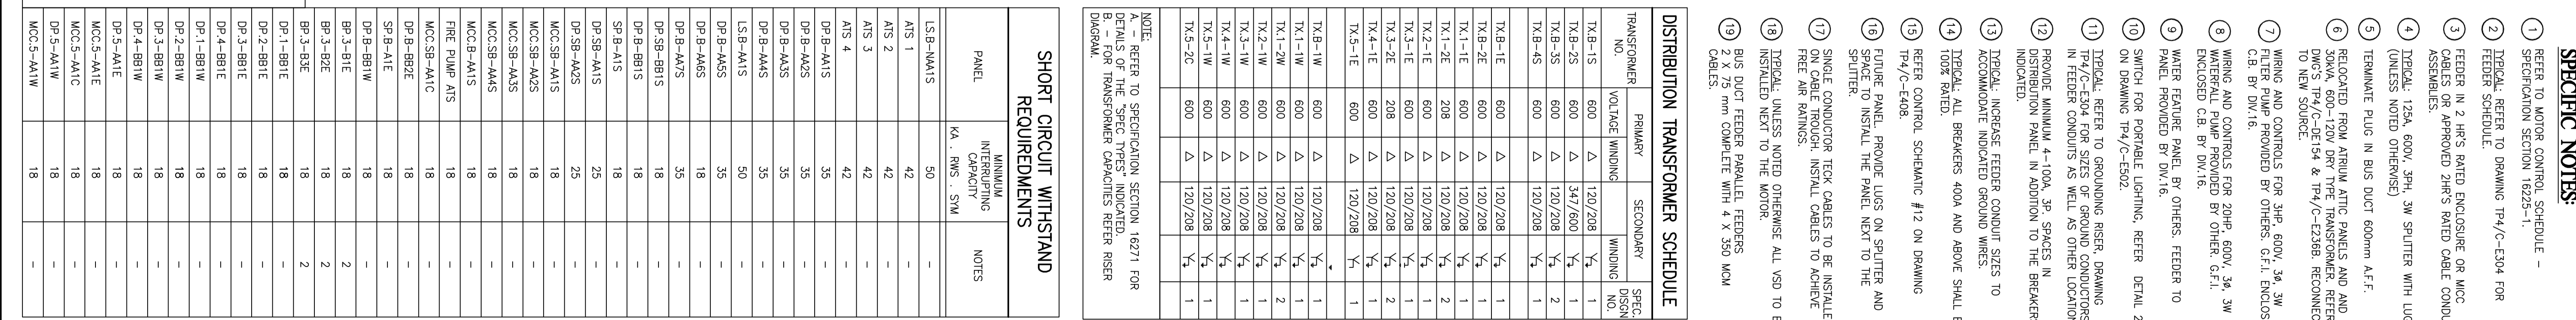 SPECIFIC NOTES:
1 REFER TO MOTOR CONTROL SCHEDULE –
SPECIFICATION SECTION 16225-1.
2 TYPICAL: REFER TO DRAWING TP4/C-E304 FOR
FEEDER SCHEDULE.
3 FEEDER IN 2 HR'S RATED ENCLOSURE OR MICC
CABLES OR APPROVED 2HR'S RATED CABLE CONDU
ASSEMBLIES.
4 TYPICAL: 125A, 600V, 3PH, 3W SPLITTER WITH LUG
(UNLESS NOTED OTHERWISE)
5 TERMINATE PLUG IN BUS DUCT 600mm A.F.F.
6 RELOCATED FROM ATRIUM ATTIC PANELS AND AND
30kVA, 600-120V DRY TYPE TRANSFORMER. REFER
DWG'S TP4/C-DE154 & TP4/C-E236B. RECONNEC
TO NEW SOURCE.
7 WIRING AND CONTROLS FOR 3HP, 600V, 3ø, 3W
FILTER PUMP PROVIDED BY OTHERS. G.F.I. ENCLOS
C.B. BY DIV.16.
8 WIRING AND CONTROLS FOR 20HP, 600V, 3ø, 3W
WATERFALL PUMP PROVIDED BY OTHER. G.F.I.
ENCLOSED C.B. BY DIV.16.
9 WATER FEATURE PANEL BY OTHERS. FEEDER TO
PANEL PROVIDED BY DIV.16.
10 SWITCH FOR PORTABLE LIGHTING, REFER DETAIL 2
ON DRAWING TP4/C-E502.
11 TYPICAL: REFER TO GROUNDING RISER, DRAWING
TP4/C-E304 FOR SIZES OF GROUND CONDUCTORS
IN FEEDER CONDUITS AS WELL AS OTHER LOCATION
12 PROVIDE MINIMUM 4-100A, 3P. SPACES IN
DISTRIBUTION PANEL IN ADDITION TO THE BREAKER
INDICATED.
13 TYPICAL: INCREASE FEEDER CONDUIT SIZES TO
ACCOMMODATE INDICATED GROUND WIRES.
14 TYPICAL: ALL BREAKERS 400A AND ABOVE SHALL B
100% RATED.
15 REFER CONTROL SCHEMATIC #12 ON DRAWING
TP4/C-E408.
16 FUTURE PANEL. PROVIDE LUGS ON SPLITTER AND
SPACE TO INSTALL THE PANEL NEXT TO THE
SPLITTER.
17 SINGLE CONDUCTOR TECK CABLES TO BE INSTALLE
ON CABLE TROUGH. INSTALL CABLES TO ACHIEVE
FREE AIR RATINGS.
18 TYPICAL: UNLESS NOTED OTHERWISE ALL VSD TO B
INSTALLED NEXT TO THE MOTOR.
19 BUS DUCT FEEDER PARALLEL FEEDERS
2 X 75 mm COMPLETE WITH 4 X 350 MCM
CABLES.
DISTRIBUTION TRANSFORMER SCHEDULE
TRANSFORMER NO. PRIMARY SECONDARY SPEC. DISGN NO.
VOLTAGE WINDING WINDING
TX.B-1S 600 Δ 120/208 Y 1
TX.B-2S 600 Δ 347/600 Y 1
TX.B-3S 600 Δ 120/208 Y 2
TX.B-4S 600 Δ 120/208 Y 1
TX.B-1E 600 Δ 120/208 Y 1
TX.B-2E 600 Δ 120/208 Y 2
TX.1-1E 600 Δ 120/208 Y 1
TX.1-2E 208 Δ 120/208 Y 2
TX.2-1E 600 Δ 120/208 Y 1
TX.3-1E 600 Δ 120/208 Y 1
TX.3-2E 208 Δ 120/208 Y 2
TX.4-1E 600 Δ 120/208 Y 1
TX.5-1E 600 Δ 120/208 Y 1
TX.B-1W 600 Δ 120/208 Y 1
TX.1-2W 600 Δ 120/208 Y 2
TX.2-1W 600 Δ 120/208 Y 1
TX.3-1W 600 Δ 120/208 Y 1
TX.4-1W 600 Δ 120/208 Y 1
TX.5-1W 600 Δ 120/208 Y 1
TX.5-2C 600 Δ 120/208 Y 1
NOTE:
A. – REFER TO SPECIFICATION SECTION 16271 FOR
DETAILS OF THE "SPEC TYPES" INDICATED.
B. – FOR TRANSFORMER CAPACITIES REFER RISER
DIAGRAM.
SHORT CIRCUIT WITHSTAND
REQUIREDMENTS
PANEL MINIMUM INTERRUPTING CAPACITY KA . RWS . SYM NOTES
LS.B-NAA1S 50 –
ATS 1 42 –
ATS 2 42 –
ATS 3 42 –
ATS 4 42 –
DP.B-AA1S 35 –
DP.B-AA2S 35 –
DP.B-AA3S 35 –
DP.B-AA4S 35 –
LS.B-AA1S 50 –
DP.B-AA5S 35 –
DP.B-AA6S 18 –
DP.B-AA7S 35 –
DP.SB-BB1S 18 –
DP.B-BB1S 18 –
SP.B-A1S 18 –
DP.SB-AA1S 25 –
DP.SB-AA2S 25 –
MCC.B-AA1S 18 –
MCC.SB-AA2S 18 –
MCC.SB-AA3S 18 –
MCC.SB-AA4S 18 –
FIRE PUMP ATS 18 –
MCC.SB-AA1C 18 –
DP.B-BB2E 18 –
DP.B-BB1W 18 –
SP.B-A1E 18 –
BP.3-B1E 18 2
BP.3-B2E 18 2
BP.3-B3E 18 2
DP.1-BB1E 18 –
DP.2-BB1E 18 –
DP.3-BB1E 18 –
DP.4-BB1E 18 –
DP.1-BB1W 18 –
DP.2-BB1W 18 –
DP.3-BB1W 18 –
DP.4-BB1W 18 –
DP.5-AA1E 18 –
MCC.5-AA1E 18 –
MCC.5-AA1C 18 –
DP.5-AA1W 18 –
MCC.5-AA1W 18 –